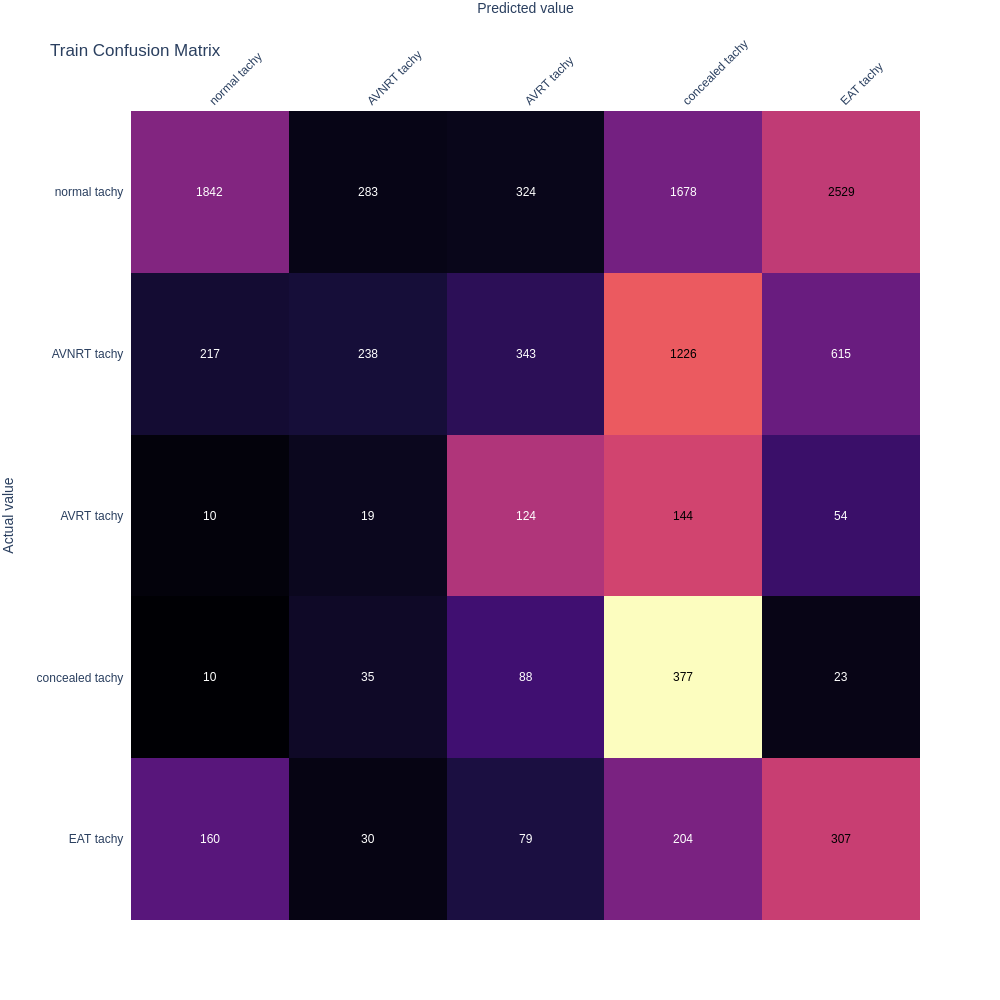 Predicted value
Train Confusion Matrix
normal tachy AVNRT tachy AVRT tachy concealed tachy EAT tachy
Actual value
normal tachy 1842 283 324 1678 2529
AVNRT tachy 217 238 343 1226 615
AVRT tachy 10 19 124 144 54
concealed tachy 10 35 88 377 23
EAT tachy 160 30 79 204 307